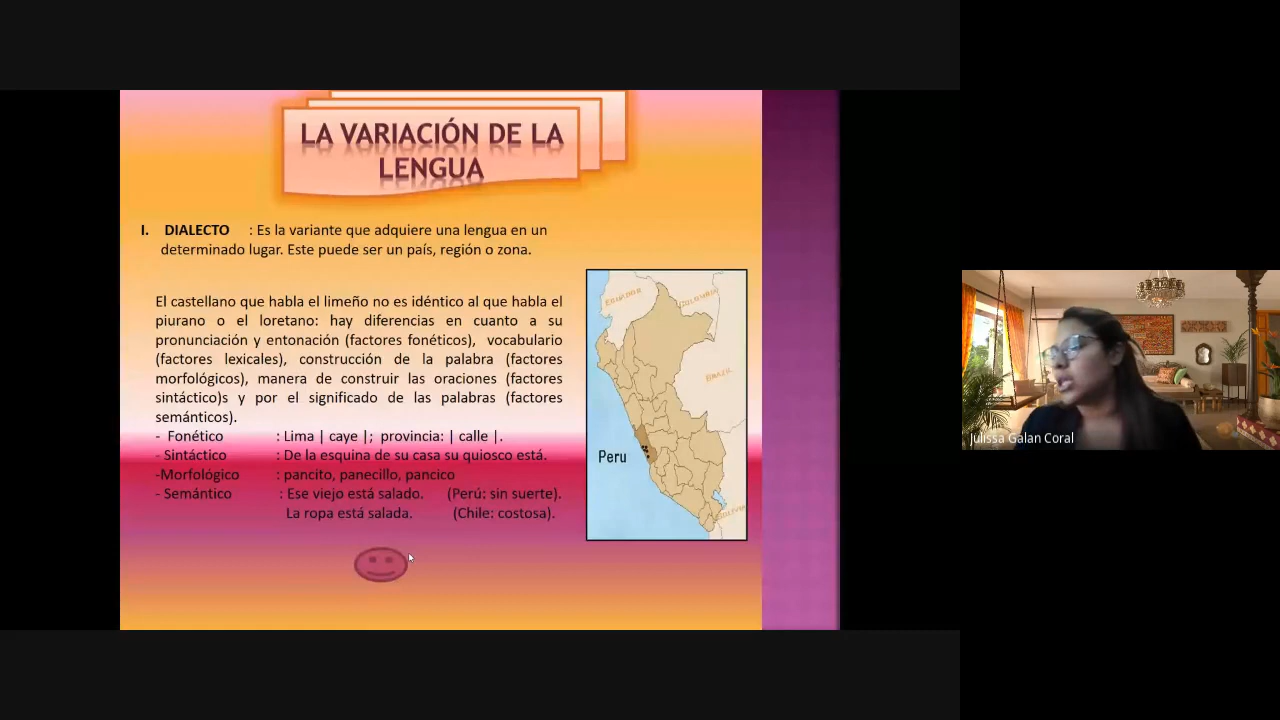 LA VARIACIÓN DE LA
LENGUA
I. DIALECTO : Es la variante que adquiere una lengua en un
determinado lugar. Este puede ser un país, región o zona.
El castellano que habla el limeño no es idéntico al que habla el
piurano o el loretano: hay diferencias en cuanto a su
pronunciación y entonación (factores fonéticos), vocabulario
(factores lexicales), construcción de la palabra (factores
morfológicos), manera de construir las oraciones (factores
sintáctico)s y por el significado de las palabras (factores
semánticos).
- Fonético : Lima | caye |; provincia: | calle |.
- Sintáctico : De la esquina de su casa su quiosco está.
-Morfológico : pancito, panecillo, pancico
- Semántico : Ese viejo está salado. (Perú: sin suerte).
La ropa está salada. (Chile: costosa).
ECUADOR
COLOMBIA
BRAZIL
Peru
BOLIVIA
Julissa Galan Coral